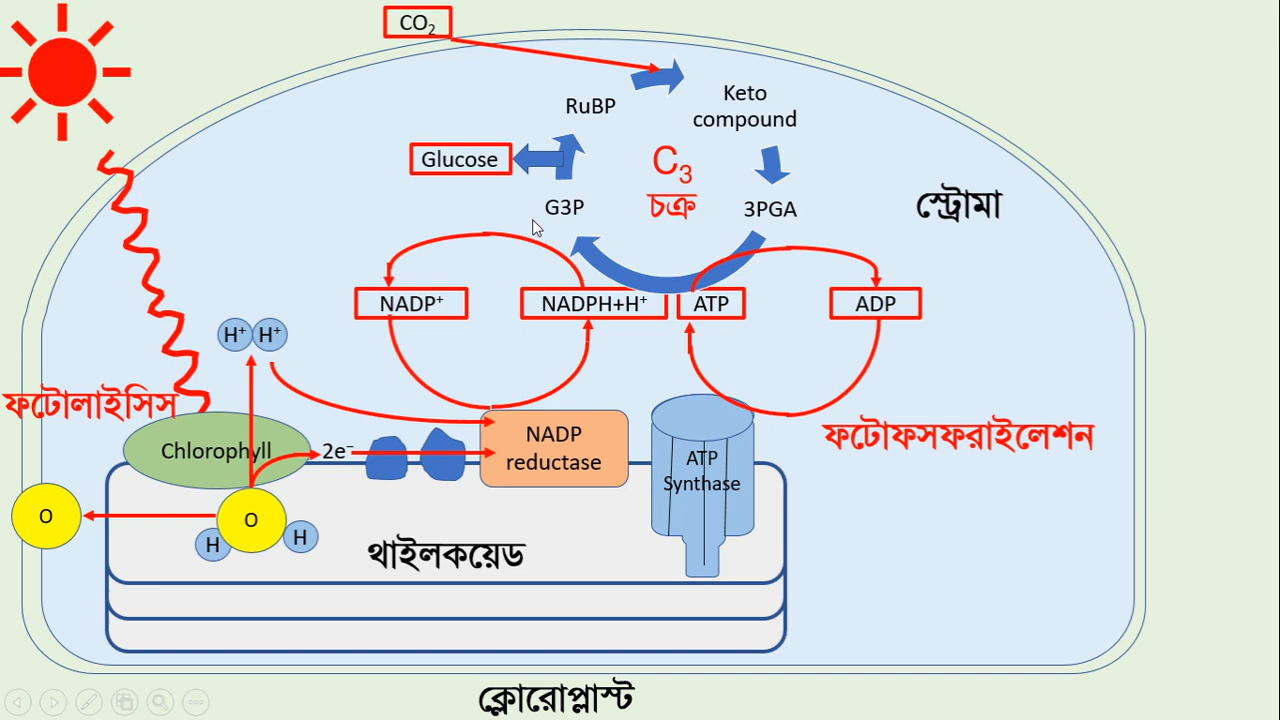 CO₂
RuBP
Keto
compound
Glucose
C₃
চক্র
G3P
3PGA
স্ট্রোমা
NADP⁺
NADPH+H⁺
ATP
ADP
H⁺
H⁺
ফটোলাইসিস
Chlorophyll
2e⁻
NADP
reductase
ATP
Synthase
ফটোফসফরাইলেশন
O
O
H
H
থাইলকয়েড
ক্লোরোপ্লাস্ট